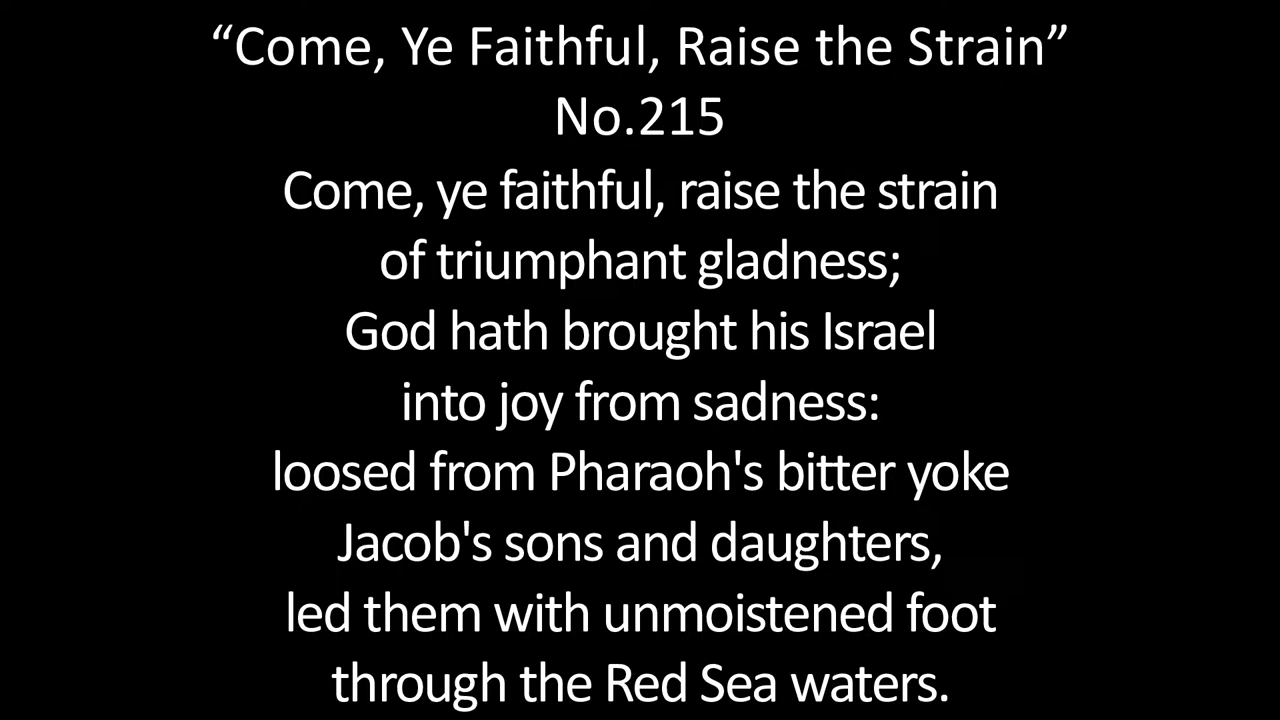 “Come, Ye Faithful, Raise the Strain”
No.215
Come, ye faithful, raise the strain
of triumphant gladness;
God hath brought his Israel
into joy from sadness:
loosed from Pharaoh's bitter yoke
Jacob's sons and daughters,
led them with unmoistened foot
through the Red Sea waters.